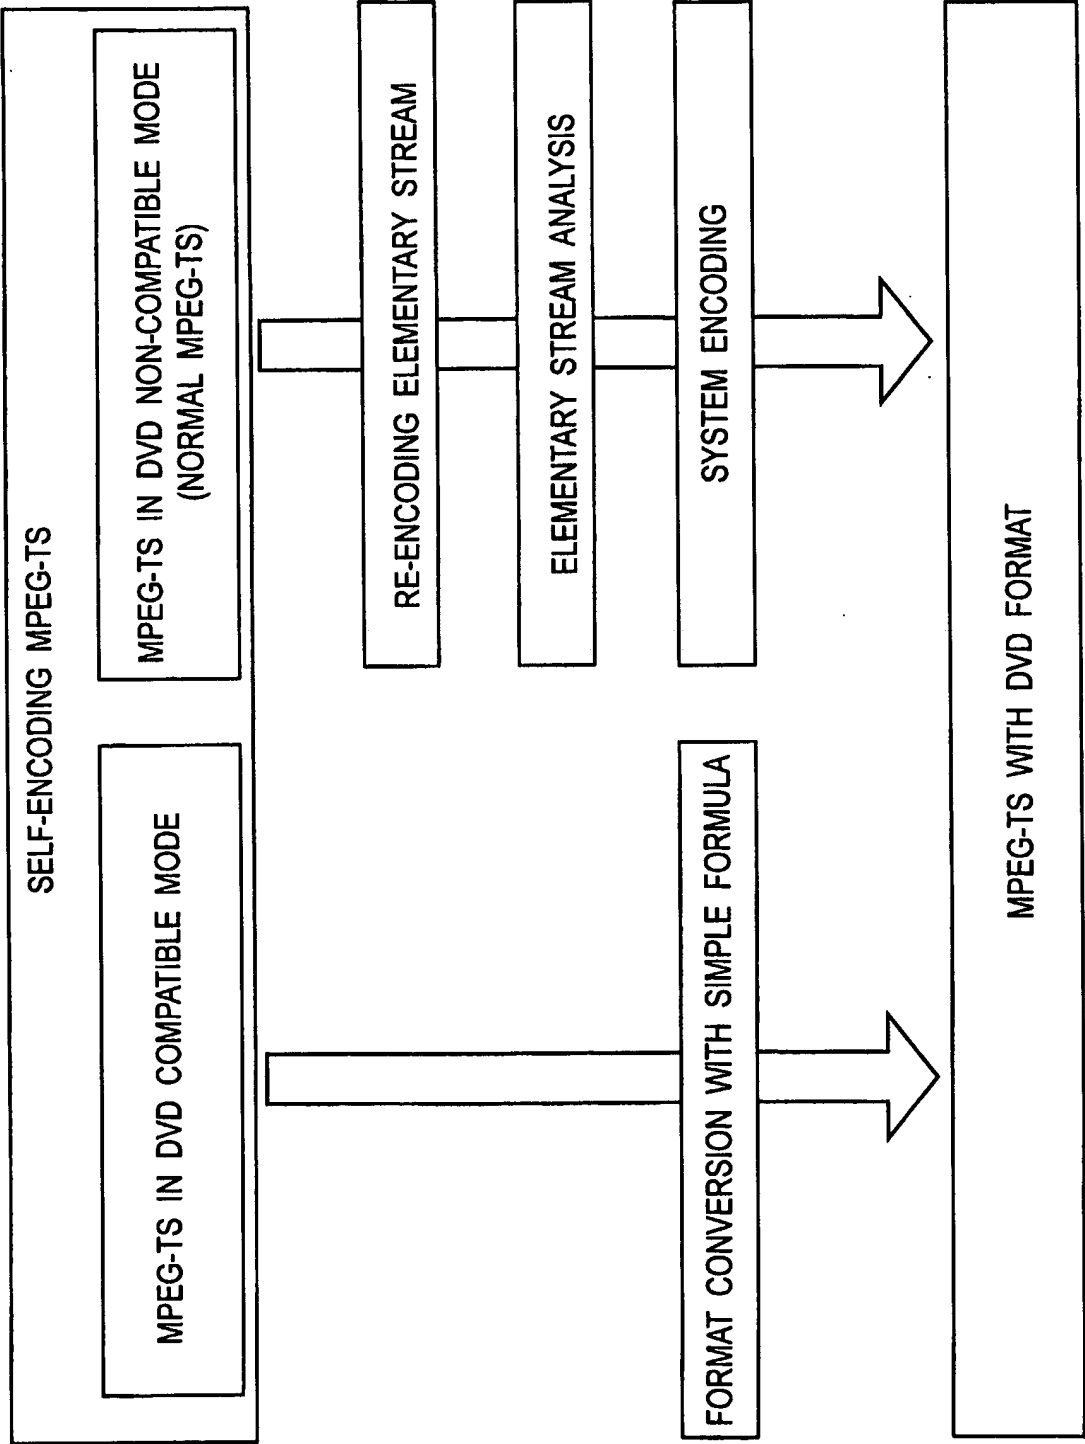 SELF-ENCODING MPEG-TS
MPEG-TS IN DVD COMPATIBLE MODE
MPEG-TS IN DVD NON-COMPATIBLE MODE
(NORMAL MPEG-TS)
RE-ENCODING ELEMENTARY STREAM
ELEMENTARY STREAM ANALYSIS
FORMAT CONVERSION WITH SIMPLE FORMULA
SYSTEM ENCODING
MPEG-TS WITH DVD FORMAT